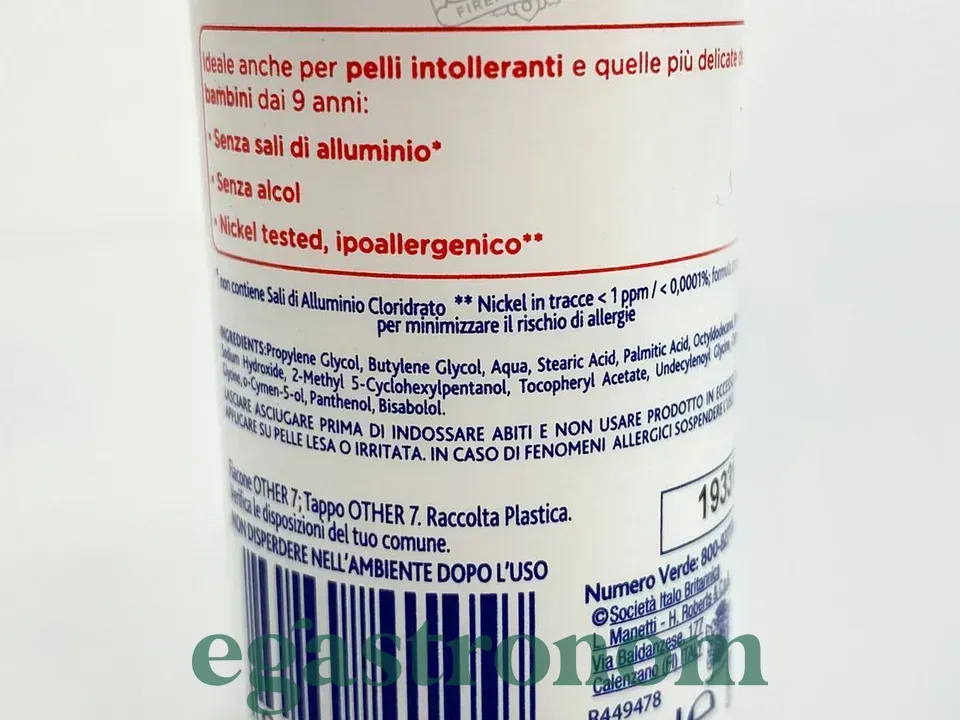 Ideale anche per pelli intolleranti e quelle più delicate
bambini dai 9 anni:
• Senza sali di alluminio*
• Senza alcol
• Nickel tested, ipoallergenico**
* non contiene Sali di Alluminio Cloridrato ** Nickel in tracce < 1 ppm / < 0,0001%;
per minimizzare il rischio di allergie
INGREDIENTS: Propylene Glycol, Butylene Glycol, Aqua, Stearic Acid, Palmitic Acid, Octyldodecanol,
Sodium Hydroxide, 2-Methyl 5-Cyclohexylpentanol, Tocopheryl Acetate, Undecylenoyl Glycine,
Glycine, o-Cymen-5-ol, Panthenol, Bisabolol.
LASCIARE ASCIUGARE PRIMA DI INDOSSARE ABITI E NON USARE PRODOTTO IN ECCESSO
APPLICARE SU PELLE LESA O IRRITATA. IN CASO DI FENOMENI ALLERGICI SOSPENDERE
Flacone OTHER 7; Tappo OTHER 7. Raccolta Plastica.
Verifica le disposizioni del tuo comune.
NON DISPERDERE NELL'AMBIENTE DOPO L'USO
1933
Numero Verde: 800-
© Società Italo Britannica
L. Manetti - H. Roberts & C.
Via Baldanzese, 177
Calenzano (FI) ITALY
B449478
egastronom